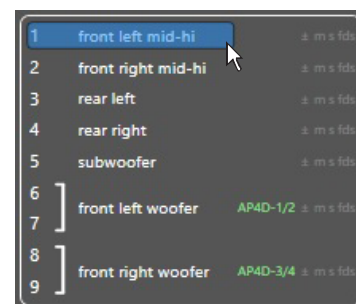 1 front left mid-hi ± m s fds
2 front right mid-hi ± m s fds
3 rear left ± m s fds
4 rear right ± m s fds
5 subwoofer ± m s fds
6
front left woofer AP4D-1/2 ± m s fds
7
8
front right woofer AP4D-3/4 ± m s fds
9